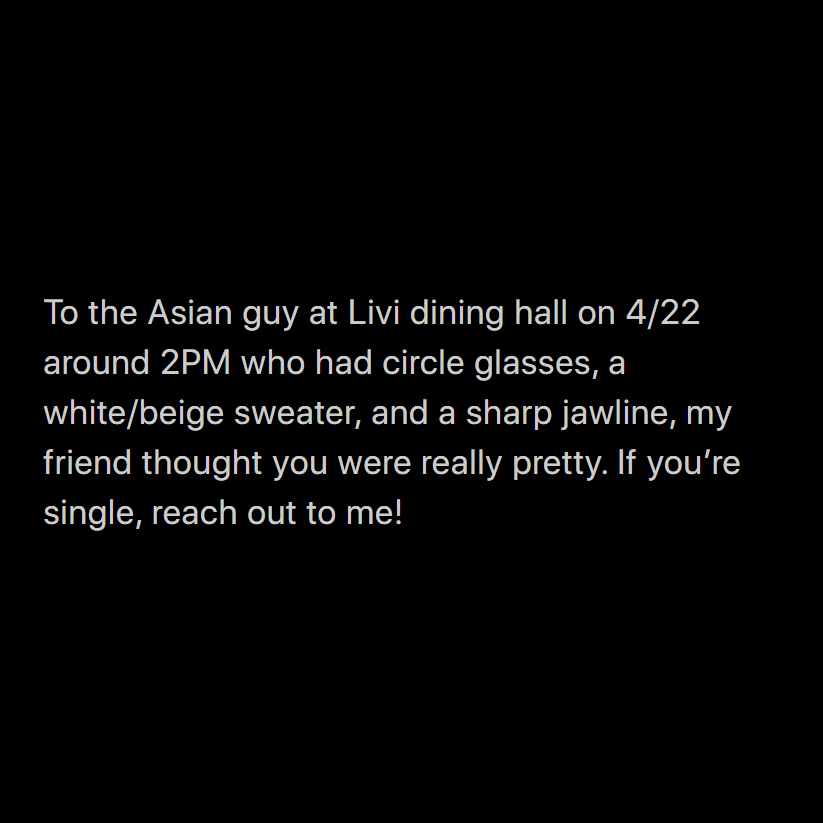 To the Asian guy at Livi dining hall on 4/22
around 2PM who had circle glasses, a
white/beige sweater, and a sharp jawline, my
friend thought you were really pretty. If you’re
single, reach out to me!